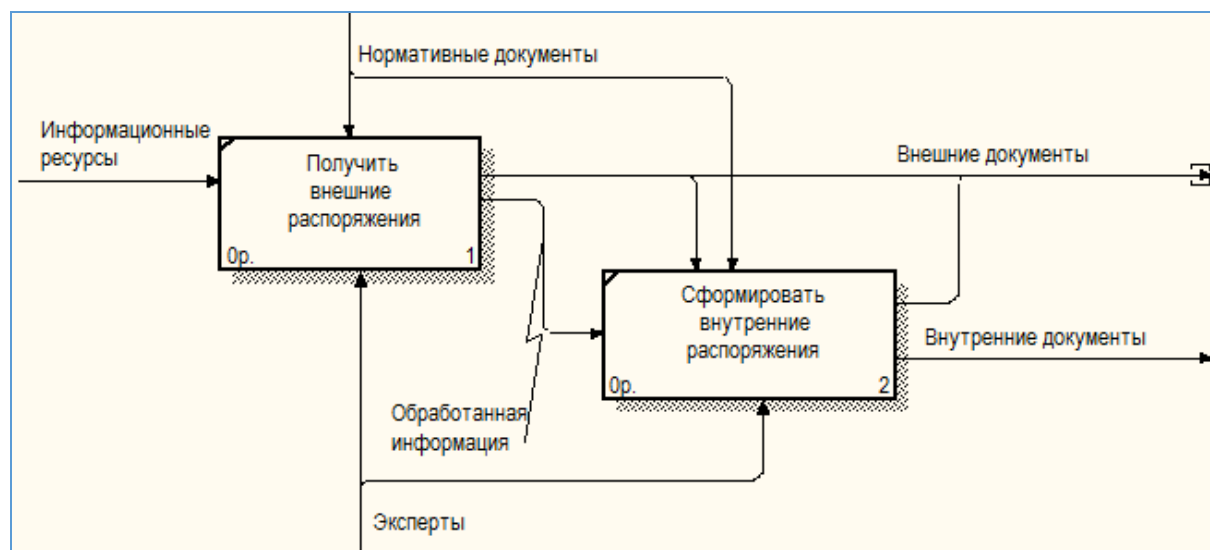 Нормативные документы
Информационные
ресурсы
Получить
внешние
распоряжения
0р. 1
Внешние документы
Сформировать
внутренние
распоряжения
0р. 2
Внутренние документы
Обработанная
информация
Эксперты